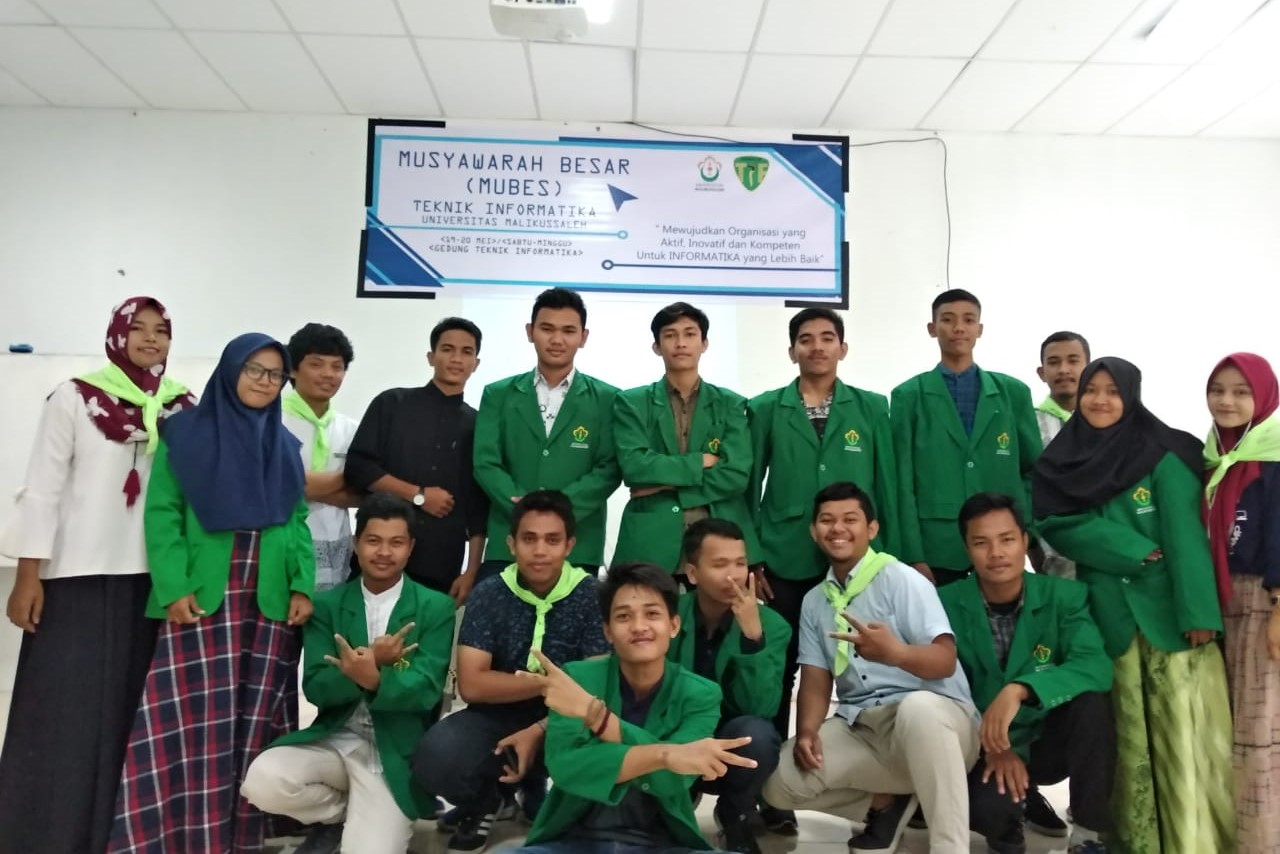 MUSYAWARAH BESAR
(MUBES)
TEKNIK INFORMATIKA
UNIVERSITAS MALIKUSSALEH
<19-20 MEI>/<SABTU-MINGGU>
<GEDUNG TEKNIK INFORMATIKA>
TIF
" Mewujudkan Organisasi yang
Aktif, Inovatif dan Kompeten
Untuk INFORMATIKA yang Lebih Baik"